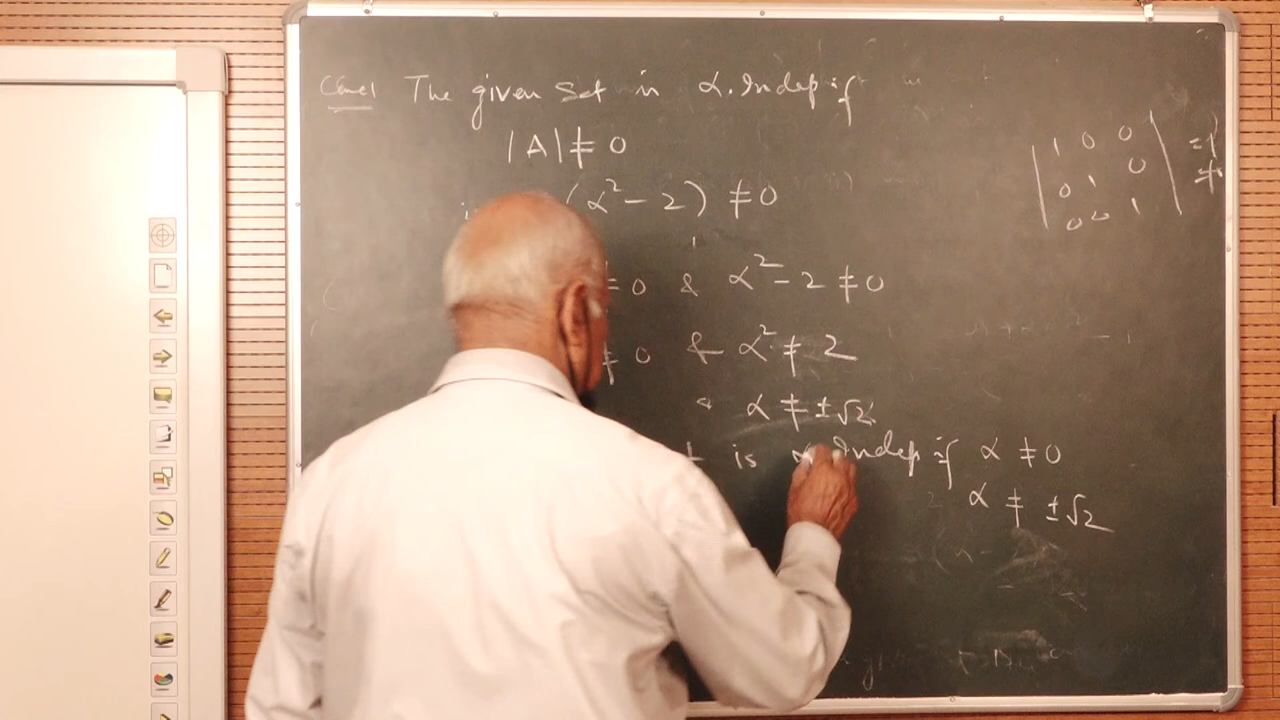 Case1 The given set is L.Indep if
|A| ≠ 0
(α² - 2) ≠ 0
≠ 0 & α² - 2 ≠ 0
≠ 0 & α² ≠ 2
& α ≠ ±√2
is Indep if α ≠ 0
α ≠ ±√2
1 0 0
0 1 0
0 0 1